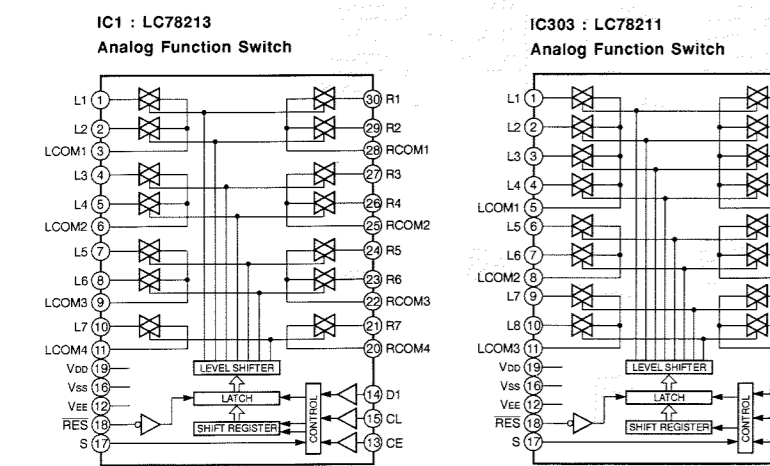 IC1 : LC78213
Analog Function Switch
L1 1
L2 2
LCOM1 3
L3 4
L4 5
LCOM2 6
L5 7
L6 8
LCOM3 9
L7 10
LCOM4 11
VDD 19
VSS 16
VEE 12
RES 18
S 17
LEVEL SHIFTER
LATCH
SHIFT REGISTER
CONTROL
30 R1
29 R2
28 RCOM1
27 R3
26 R4
25 RCOM2
24 R5
23 R6
22 RCOM3
21 R7
20 RCOM4
14 D1
15 CL
13 CE
IC303 : LC78211
Analog Function Switch
L1 1
L2 2
L3 3
L4 4
LCOM1 5
L5 6
L6 7
LCOM2 8
L7 9
L8 10
LCOM3 11
VDD 19
VSS 16
VEE 12
RES 18
S 17
LEVEL SHIFTER
LATCH
SHIFT REGISTER
CONTROL